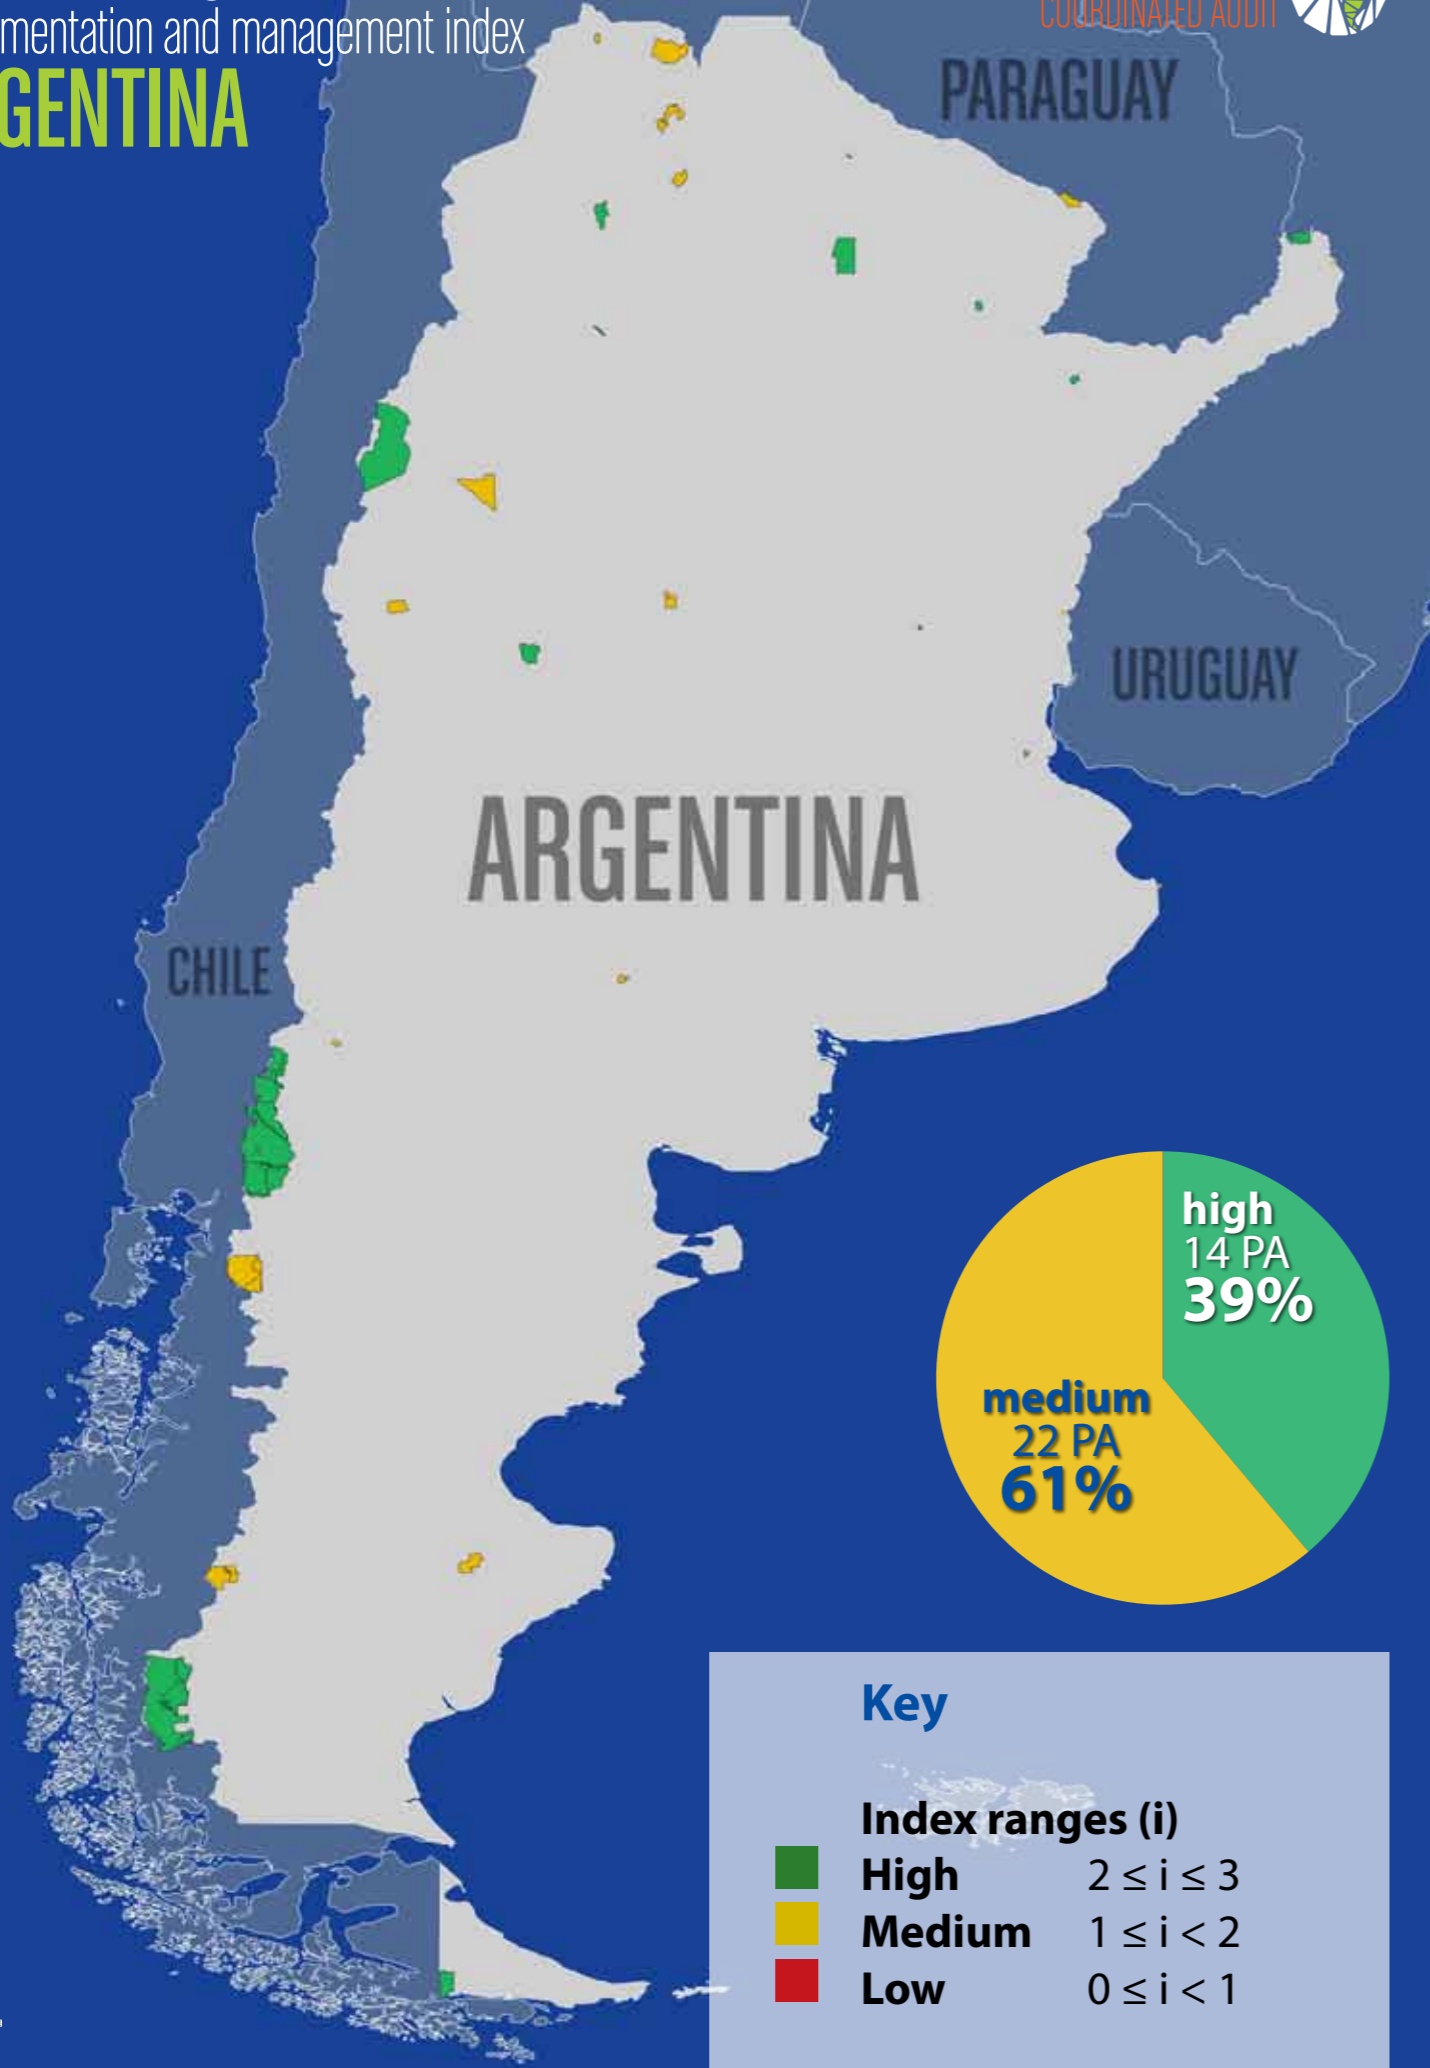 mentation and management index
GENTINA
COORDINATED AUDIT
PARAGUAY
URUGUAY
ARGENTINA
CHILE
high
14 PA
39%
medium
22 PA
61%
Key
Index ranges (i)
High 2 ≤ i ≤ 3
Medium 1 ≤ i < 2
Low 0 ≤ i < 1